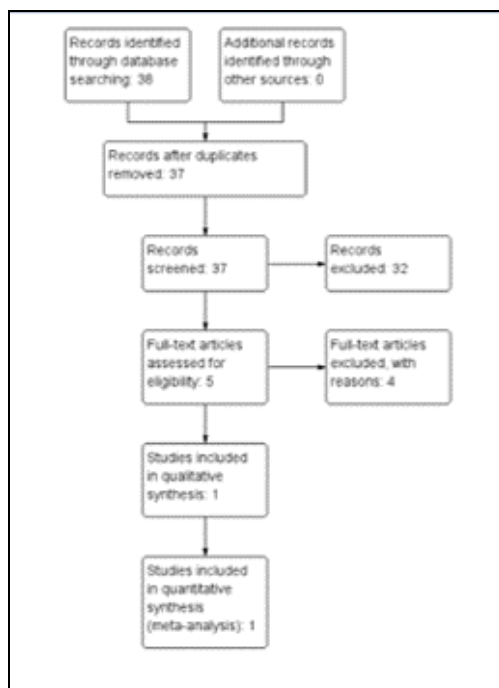 Records identified
through database
searching: 38
Additional records
identified through
other sources: 0
Records after duplicates
removed: 37
Records
screened: 37
Records
excluded: 32
Full-text articles
assessed for
eligibility: 5
Full-text articles
excluded, with
reasons: 4
Studies included
in qualitative
synthesis: 1
Studies included
in quantitative
synthesis
(meta-analysis): 1